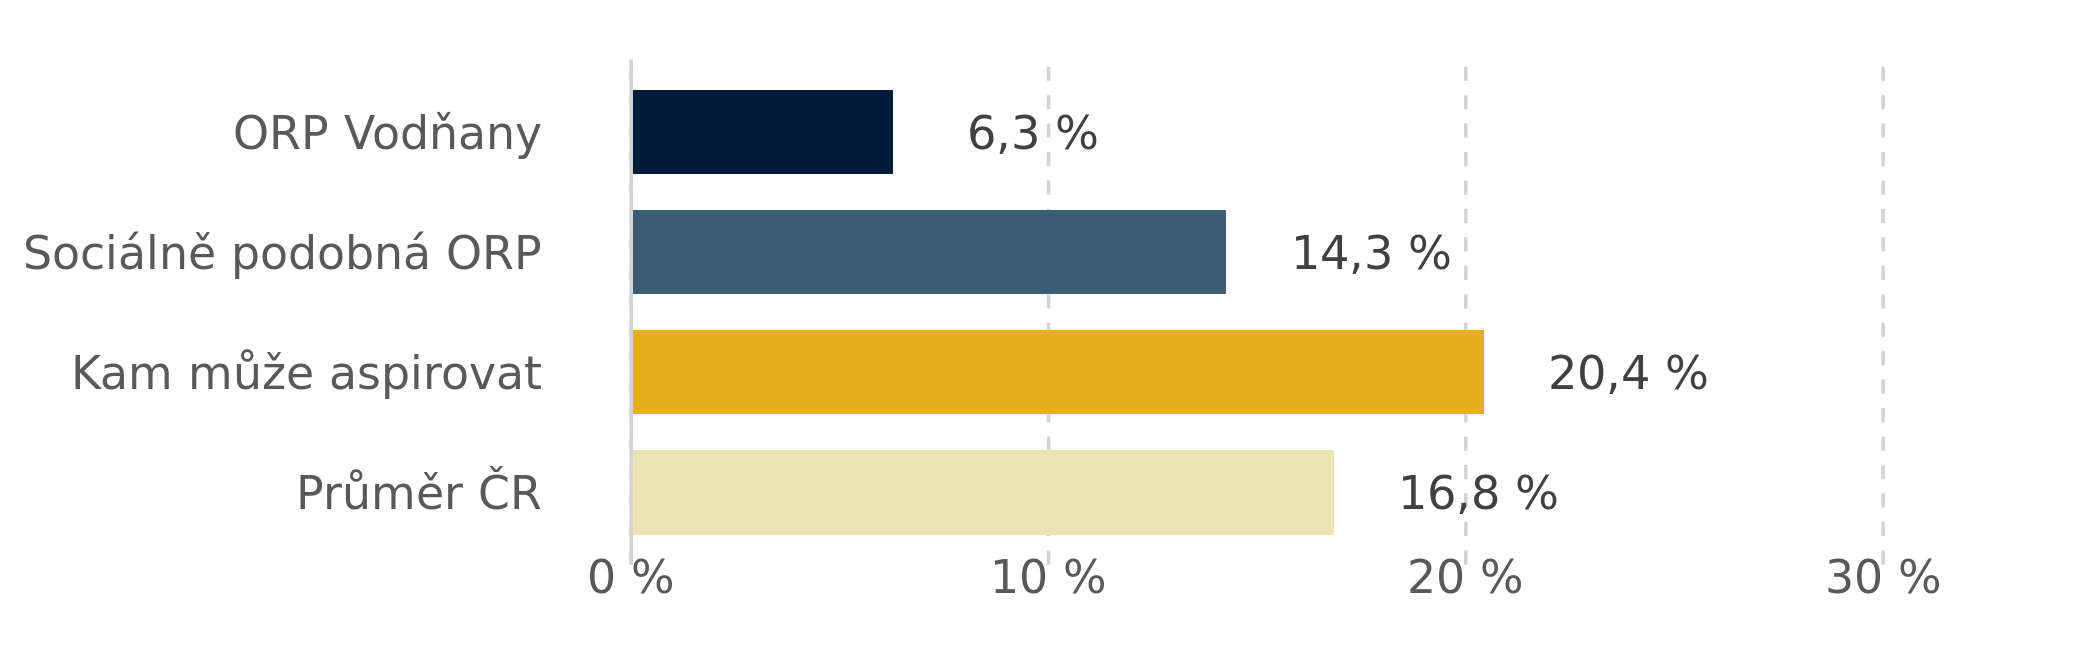 ORP Vodňany 6,3 %
Sociálně podobná ORP 14,3 %
Kam může aspirovat 20,4 %
Průměr ČR 16,8 %
0 % 10 % 20 % 30 %